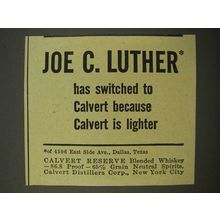 JOE C. LUTHER*
has switched to
Calvert because
Calvert is lighter
*of 4506 East Side Ave., Dallas, Texas
CALVERT RESERVE Blended Whiskey
—86.8 Proof—65% Grain Neutral Spirits.
Calvert Distillers Corp., New York City